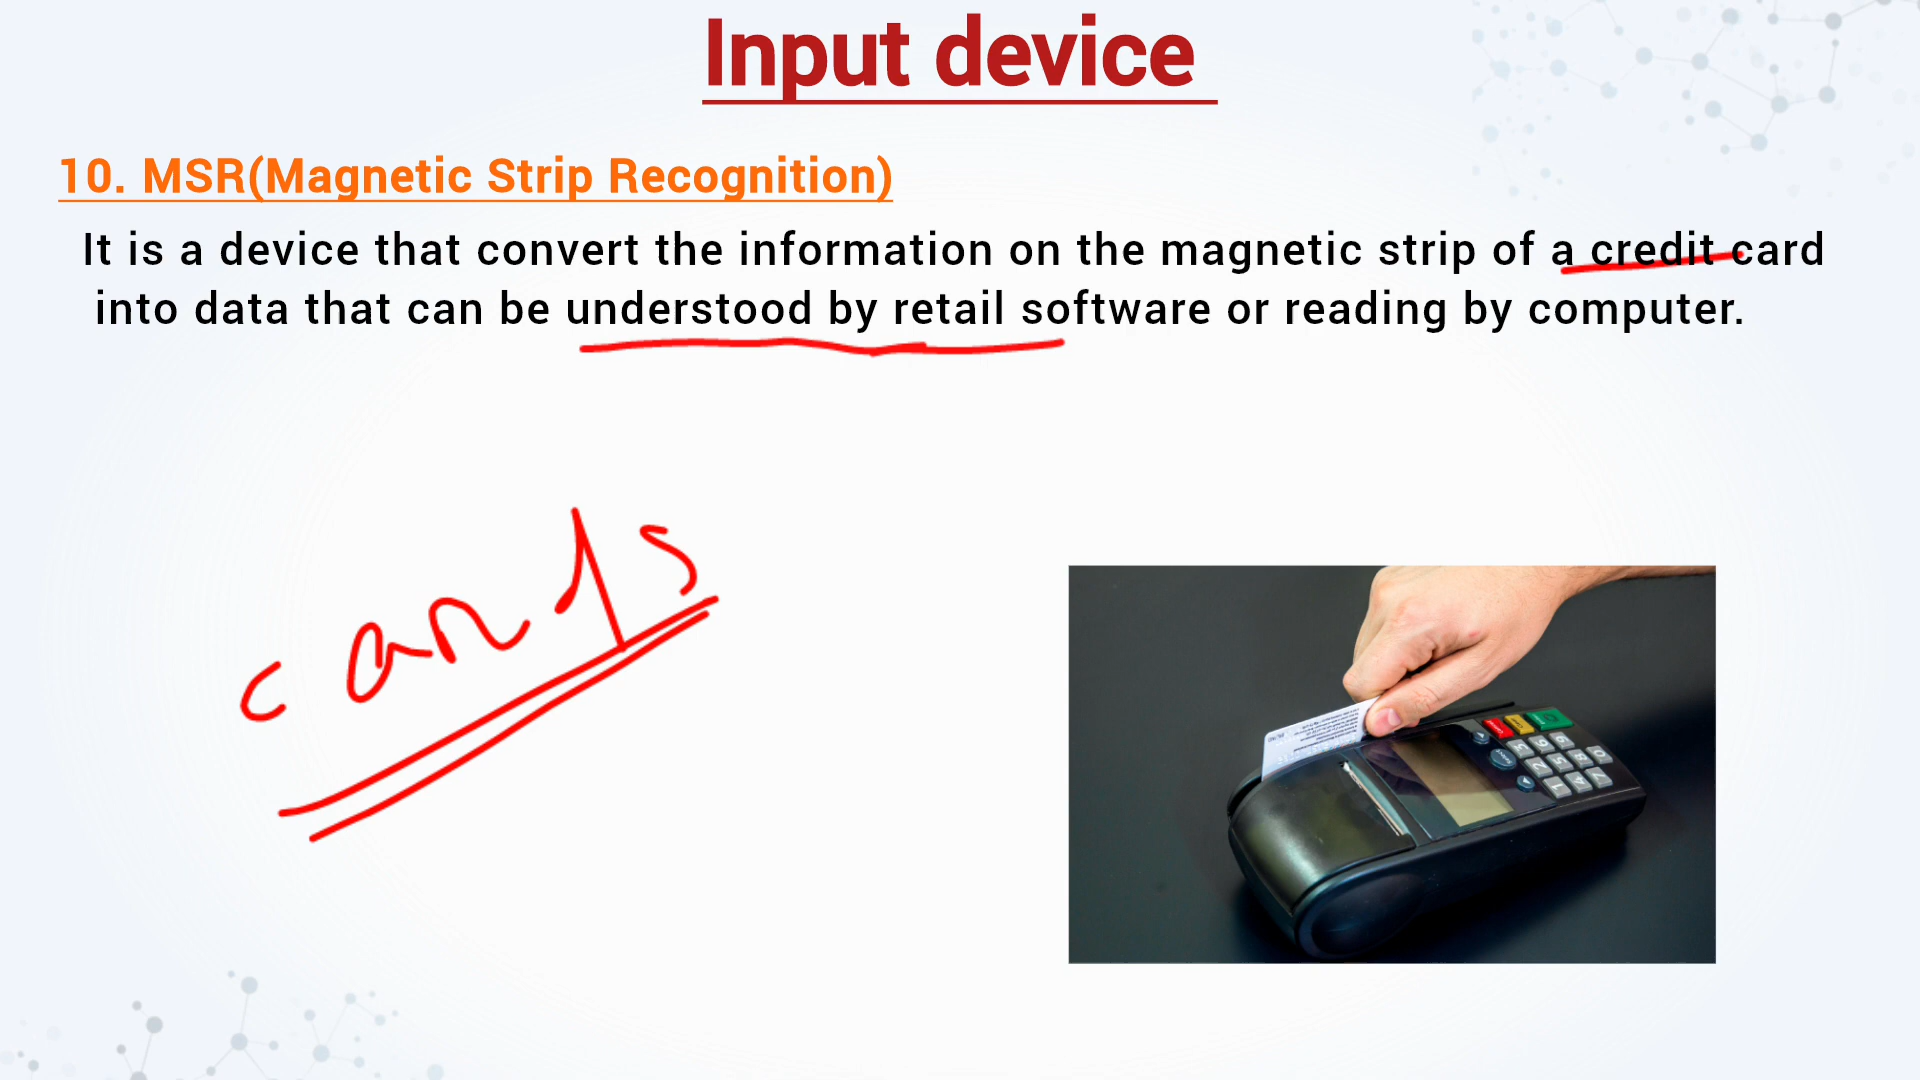 Input device
10. MSR(Magnetic Strip Recognition)
It is a device that convert the information on the magnetic strip of a credit card
into data that can be understood by retail software or reading by computer.
cards